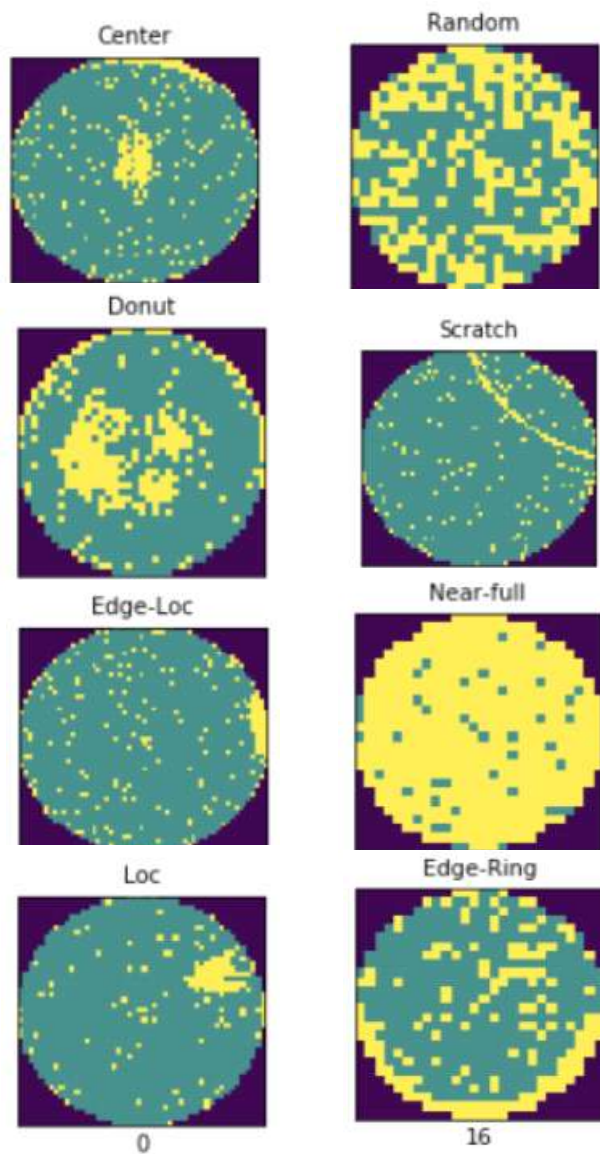 Center
Random
Donut
Scratch
Edge-Loc
Near-full
Loc
Edge-Ring
0
16